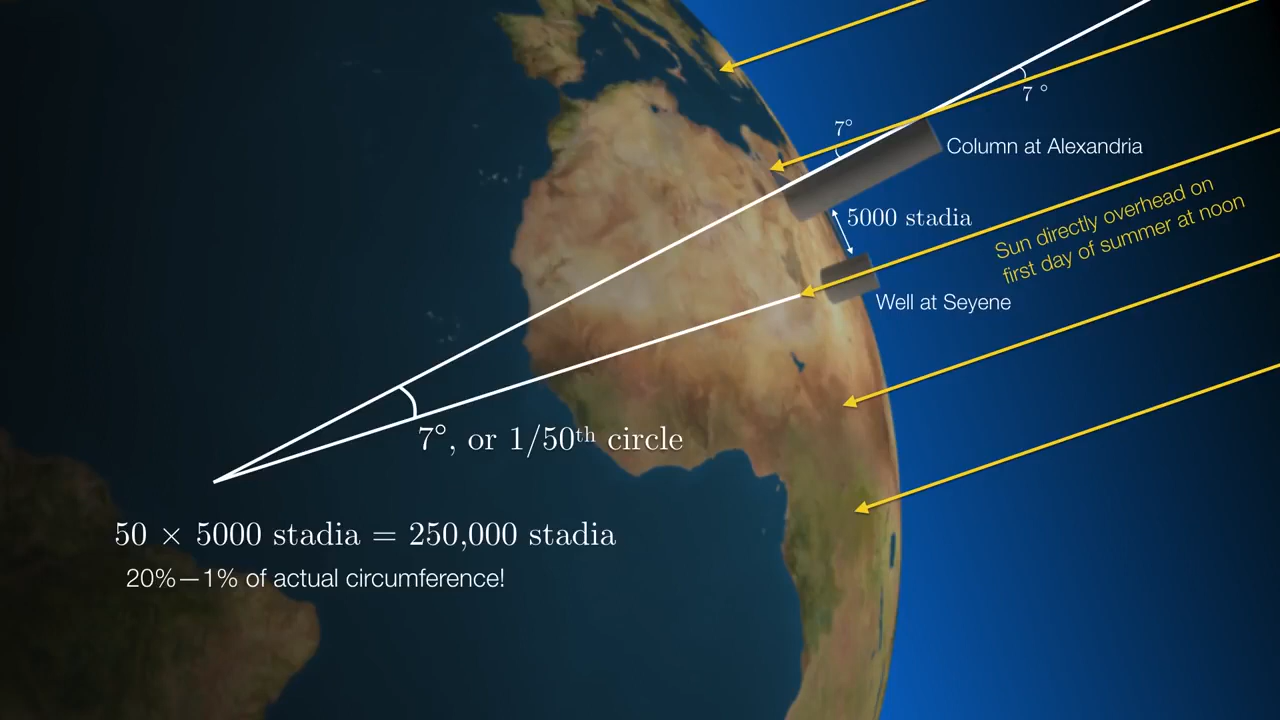 7 °
7°
Column at Alexandria
5000 stadia
Sun directly overhead on
first day of summer at noon
Well at Seyene
7°, or 1/50th circle
50 × 5000 stadia = 250,000 stadia
20%—1% of actual circumference!